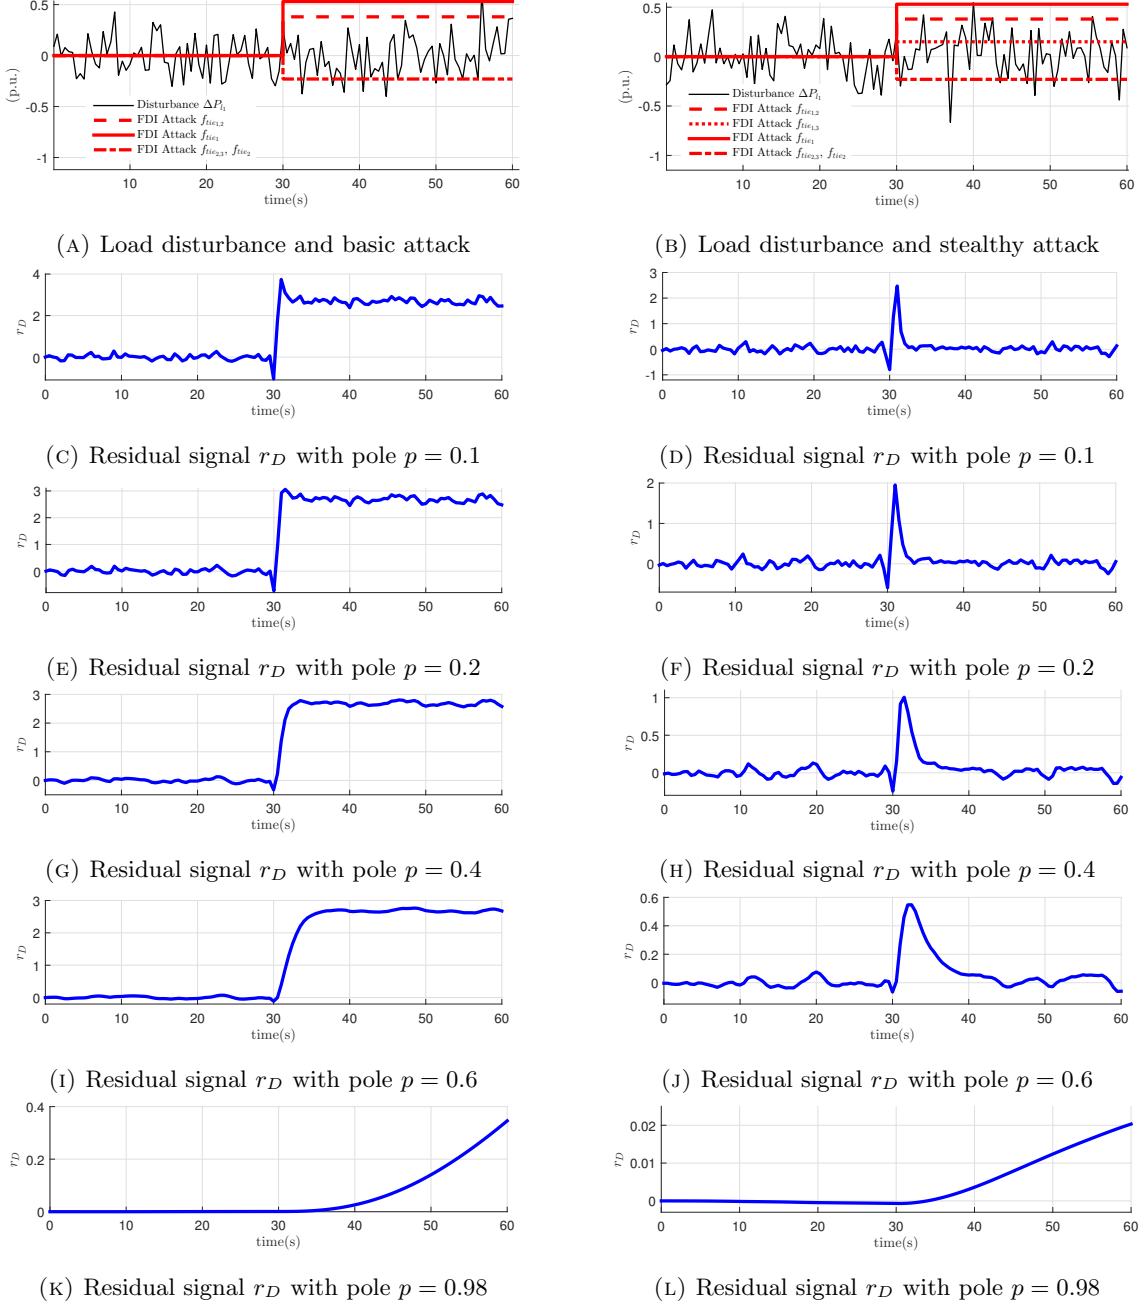 0.5
0
-0.5
-1
(p.u.)
Disturbance ΔP_{l_1}
FDI Attack f_{tie_{1,2}}
FDI Attack f_{tie_1}
FDI Attack f_{tie_{2,3}}, f_{tie_2}
10 20 30 40 50 60
time(s)
(A) Load disturbance and basic attack
0.5
0
-0.5
-1
(p.u.)
Disturbance ΔP_{l_1}
FDI Attack f_{tie_{1,2}}
FDI Attack f_{tie_{1,3}}
FDI Attack f_{tie_1}
FDI Attack f_{tie_{2,3}}, f_{tie_2}
10 20 30 40 50 60
time(s)
(B) Load disturbance and stealthy attack
4
2
0
r_D
0 10 20 30 40 50 60
time(s)
(C) Residual signal r_D with pole p = 0.1
3
2
1
0
-1
r_D
0 10 20 30 40 50 60
time(s)
(D) Residual signal r_D with pole p = 0.1
3
2
1
0
r_D
0 10 20 30 40 50 60
time(s)
(E) Residual signal r_D with pole p = 0.2
2
1
0
r_D
0 10 20 30 40 50 60
time(s)
(F) Residual signal r_D with pole p = 0.2
3
2
1
0
r_D
0 10 20 30 40 50 60
time(s)
(G) Residual signal r_D with pole p = 0.4
1
0.5
0
r_D
0 10 20 30 40 50 60
time(s)
(H) Residual signal r_D with pole p = 0.4
3
2
1
0
r_D
0 10 20 30 40 50 60
time(s)
(I) Residual signal r_D with pole p = 0.6
0.6
0.4
0.2
0
r_D
0 10 20 30 40 50 60
time(s)
(J) Residual signal r_D with pole p = 0.6
0.4
0.2
0
r_D
0 10 20 30 40 50 60
time(s)
(K) Residual signal r_D with pole p = 0.98
0.02
0.01
0
r_D
0 10 20 30 40 50 60
time(s)
(L) Residual signal r_D with pole p = 0.98